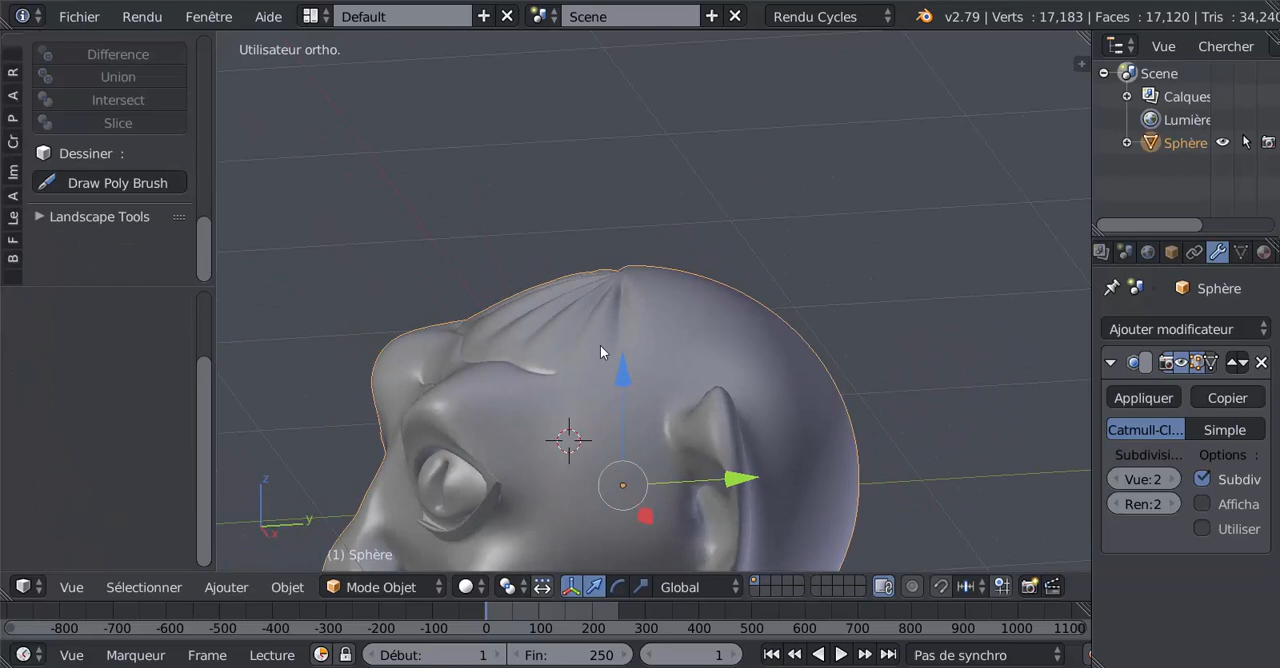 Fichier Rendu Fenêtre Aide Default Scene Rendu Cycles v2.79 | Verts : 17,183 | Faces : 17,120 | Tris : 34,240
Utilisateur ortho.
Difference
Union
Intersect
Slice
Dessiner :
Draw Poly Brush
Landscape Tools
R
A
P
Cr
Im
A
Le
F
B
Vue Chercher
Scene
Calques
Lumière
Sphère
Sphère
Ajouter modificateur
Appliquer Copier
Catmull-Cl... Simple
Subdivisi... Options :
Vue: 2 Subdiv
Ren: 2 Afficha
Utiliser
z
y
x
(1) Sphère
Vue Sélectionner Ajouter Objet Mode Objet Global
-800 -700 -600 -500 -400 -300 -200 -100 0 100 200 300 400 500 600 700 800 900 1000 1100
Vue Marqueur Frame Lecture Début: 1 Fin: 250 1 Pas de synchro